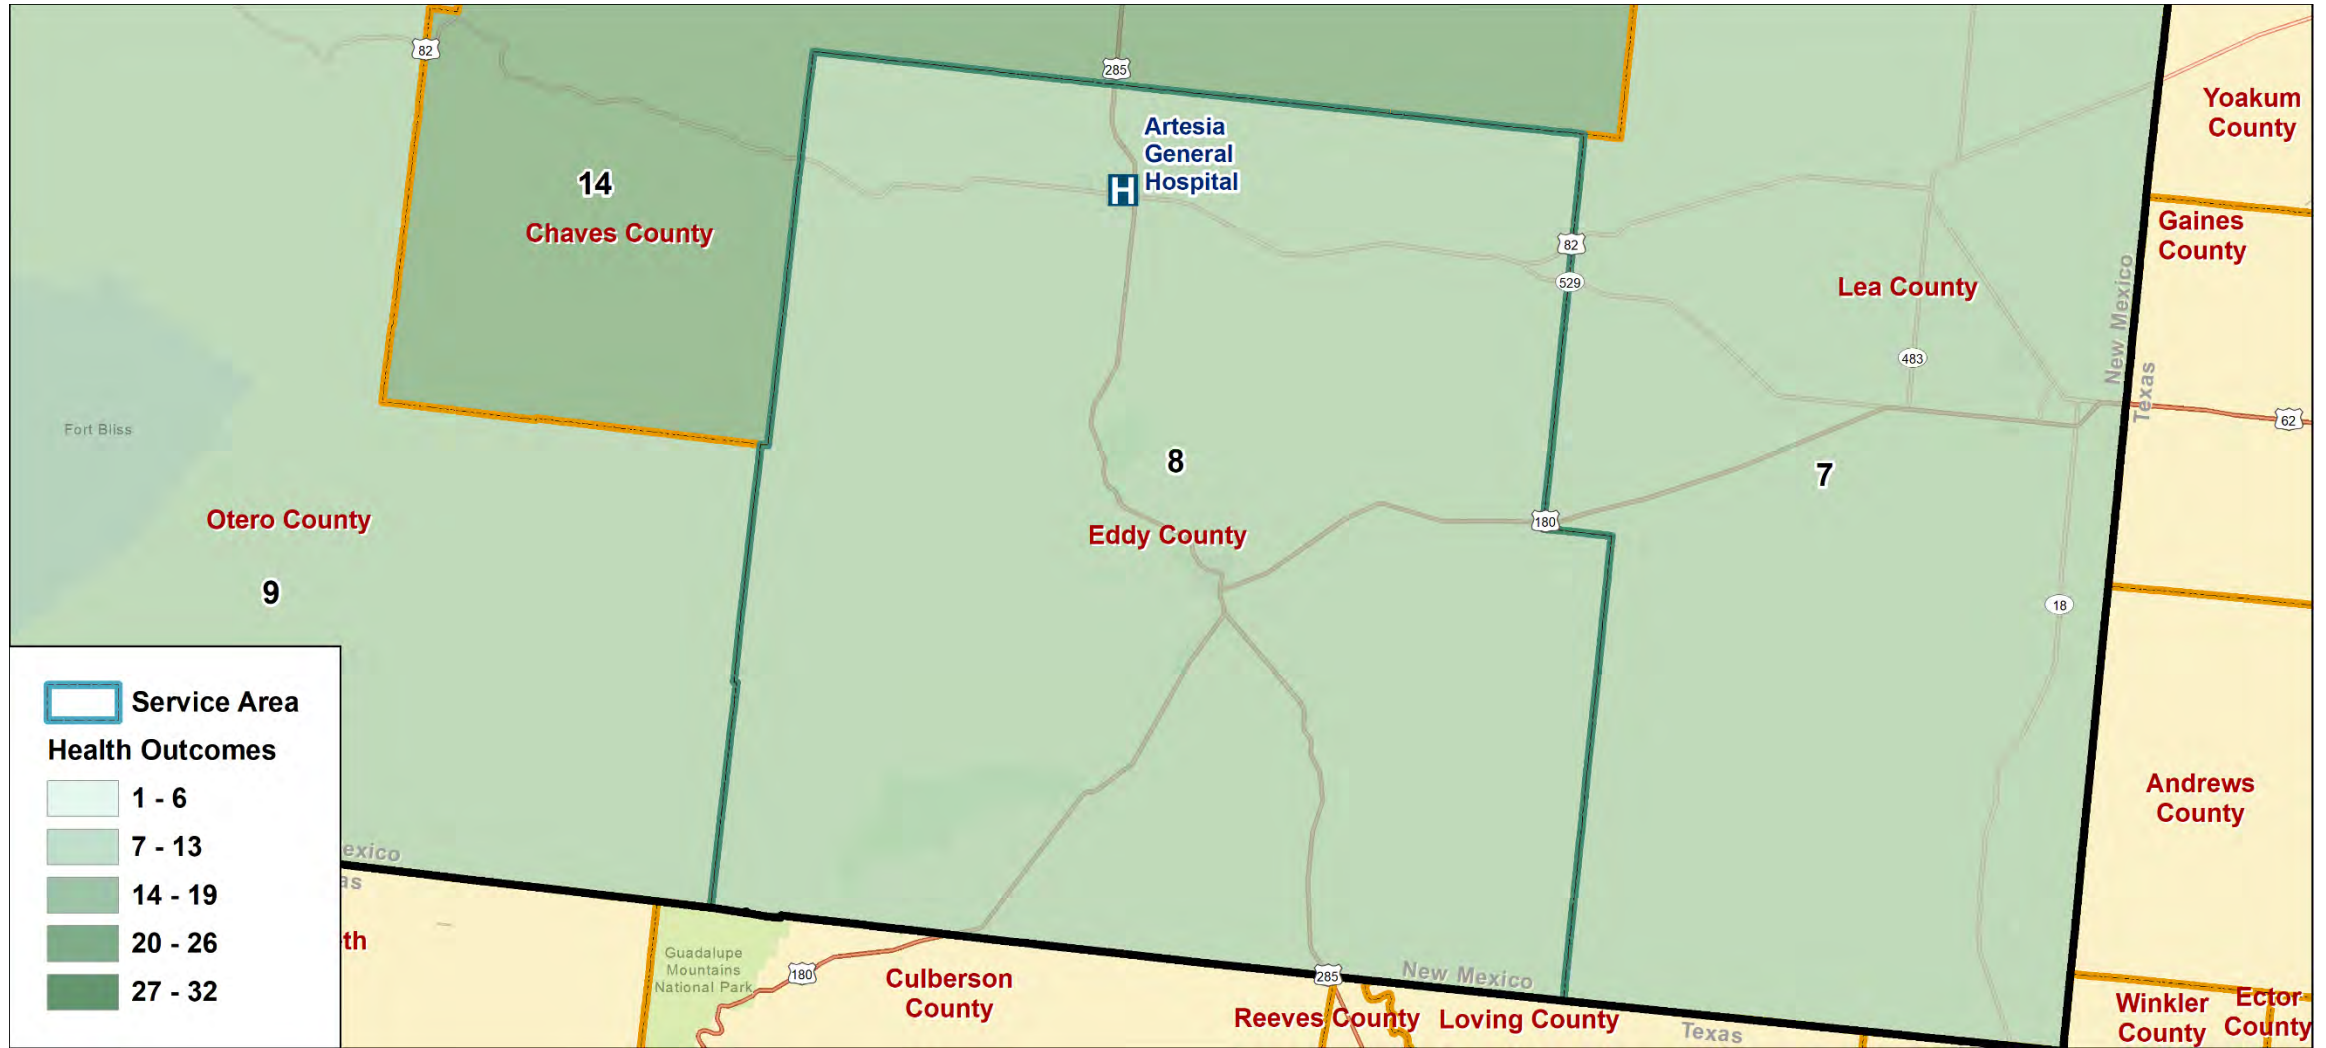 82
285
Artesia
General
Hospital
H
Yoakum
County
14
Chaves County
Gaines
County
82
529
Lea County
New Mexico
Texas
483
62
Fort Bliss
8
7
Otero County
Eddy County
180
9
18
Service Area
Health Outcomes
1 - 6
7 - 13
14 - 19
20 - 26
27 - 32
exico
as
th
Andrews
County
Guadalupe
Mountains
National Park
180
Culberson
County
285
New Mexico
Reeves County
Loving County
Texas
Winkler
County
Ector
County